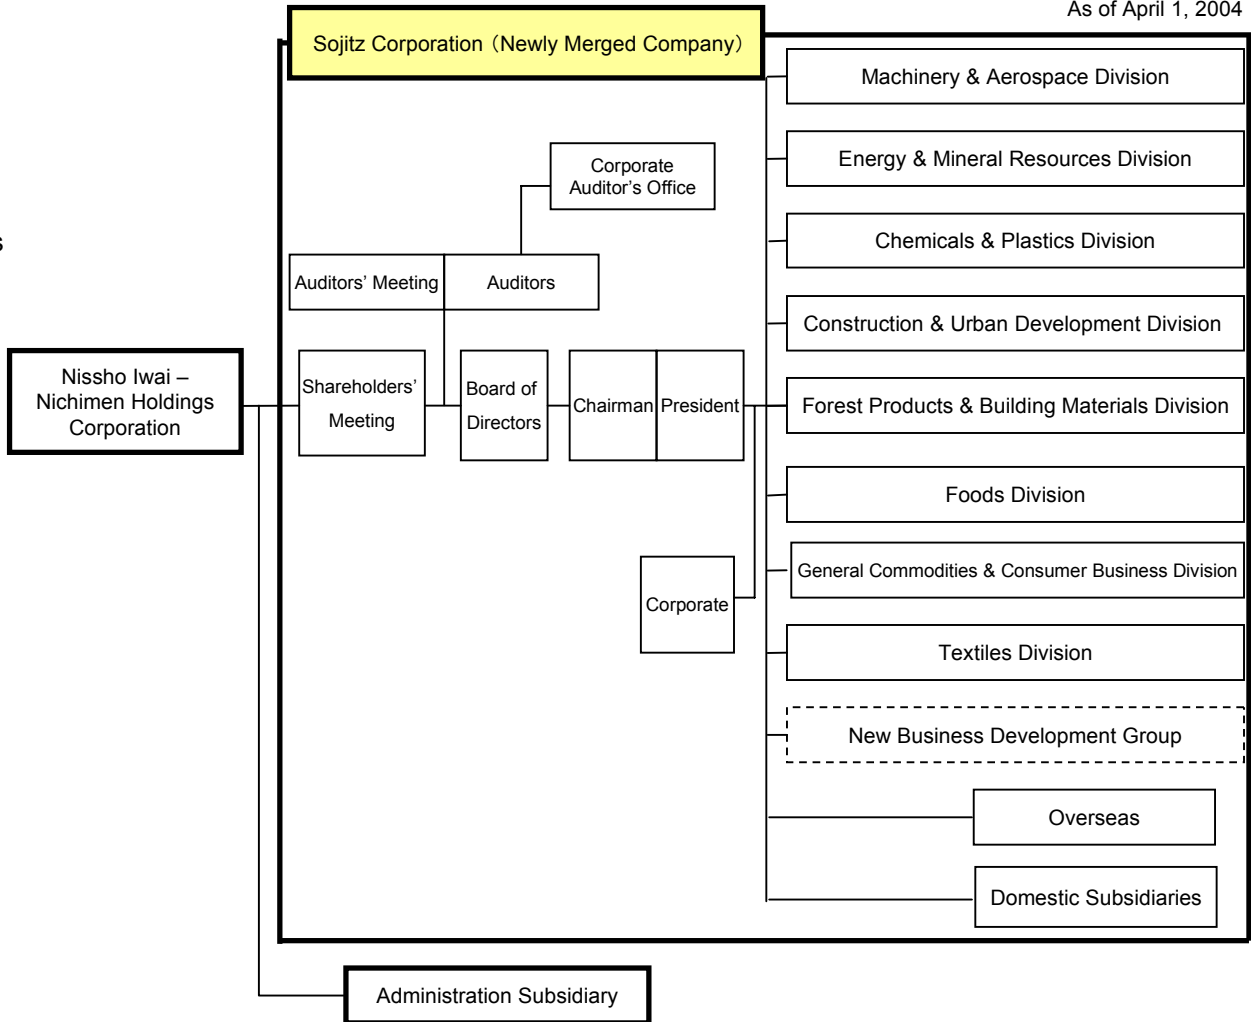 As of April 1, 2004
Sojitz Corporation（Newly Merged Company）
Machinery & Aerospace Division
Energy & Mineral Resources Division
Corporate
Auditor’s Office
Chemicals & Plastics Division
s
Auditors’ Meeting
Auditors
Construction & Urban Development Division
Nissho Iwai –
Nichimen Holdings
Corporation
Shareholders’
Meeting
Board of
Directors
Chairman
President
Forest Products & Building Materials Division
Foods Division
General Commodities & Consumer Business Division
Corporate
Textiles Division
New Business Development Group
Overseas
Domestic Subsidiaries
Administration Subsidiary